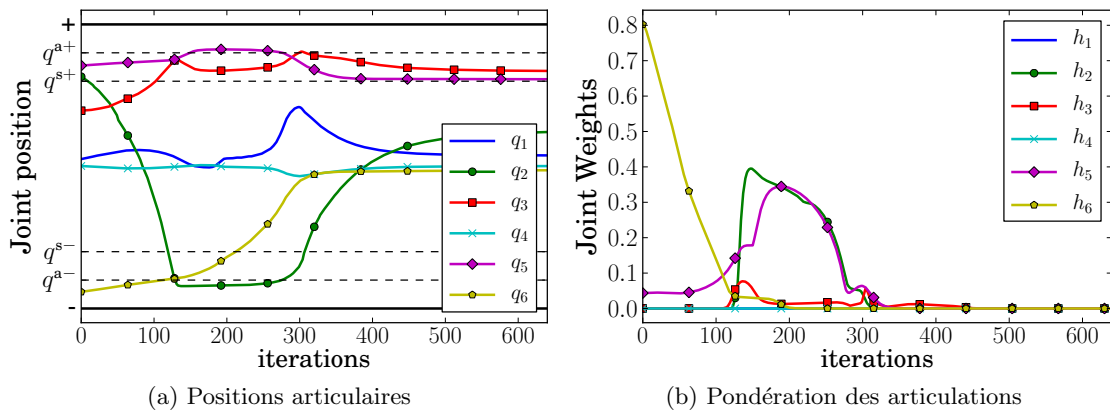 +
q^{a+}
q^{s+}
q^{s−}
q^{a−}
-
Joint position
0 100 200 300 400 500 600
iterations
q_1
q_2
q_3
q_4
q_5
q_6
(a) Positions articulaires
0.8
0.7
0.6
0.5
0.4
0.3
0.2
0.1
0.0
Joint Weights
0 100 200 300 400 500 600
iterations
h_1
h_2
h_3
h_4
h_5
h_6
(b) Pondération des articulations